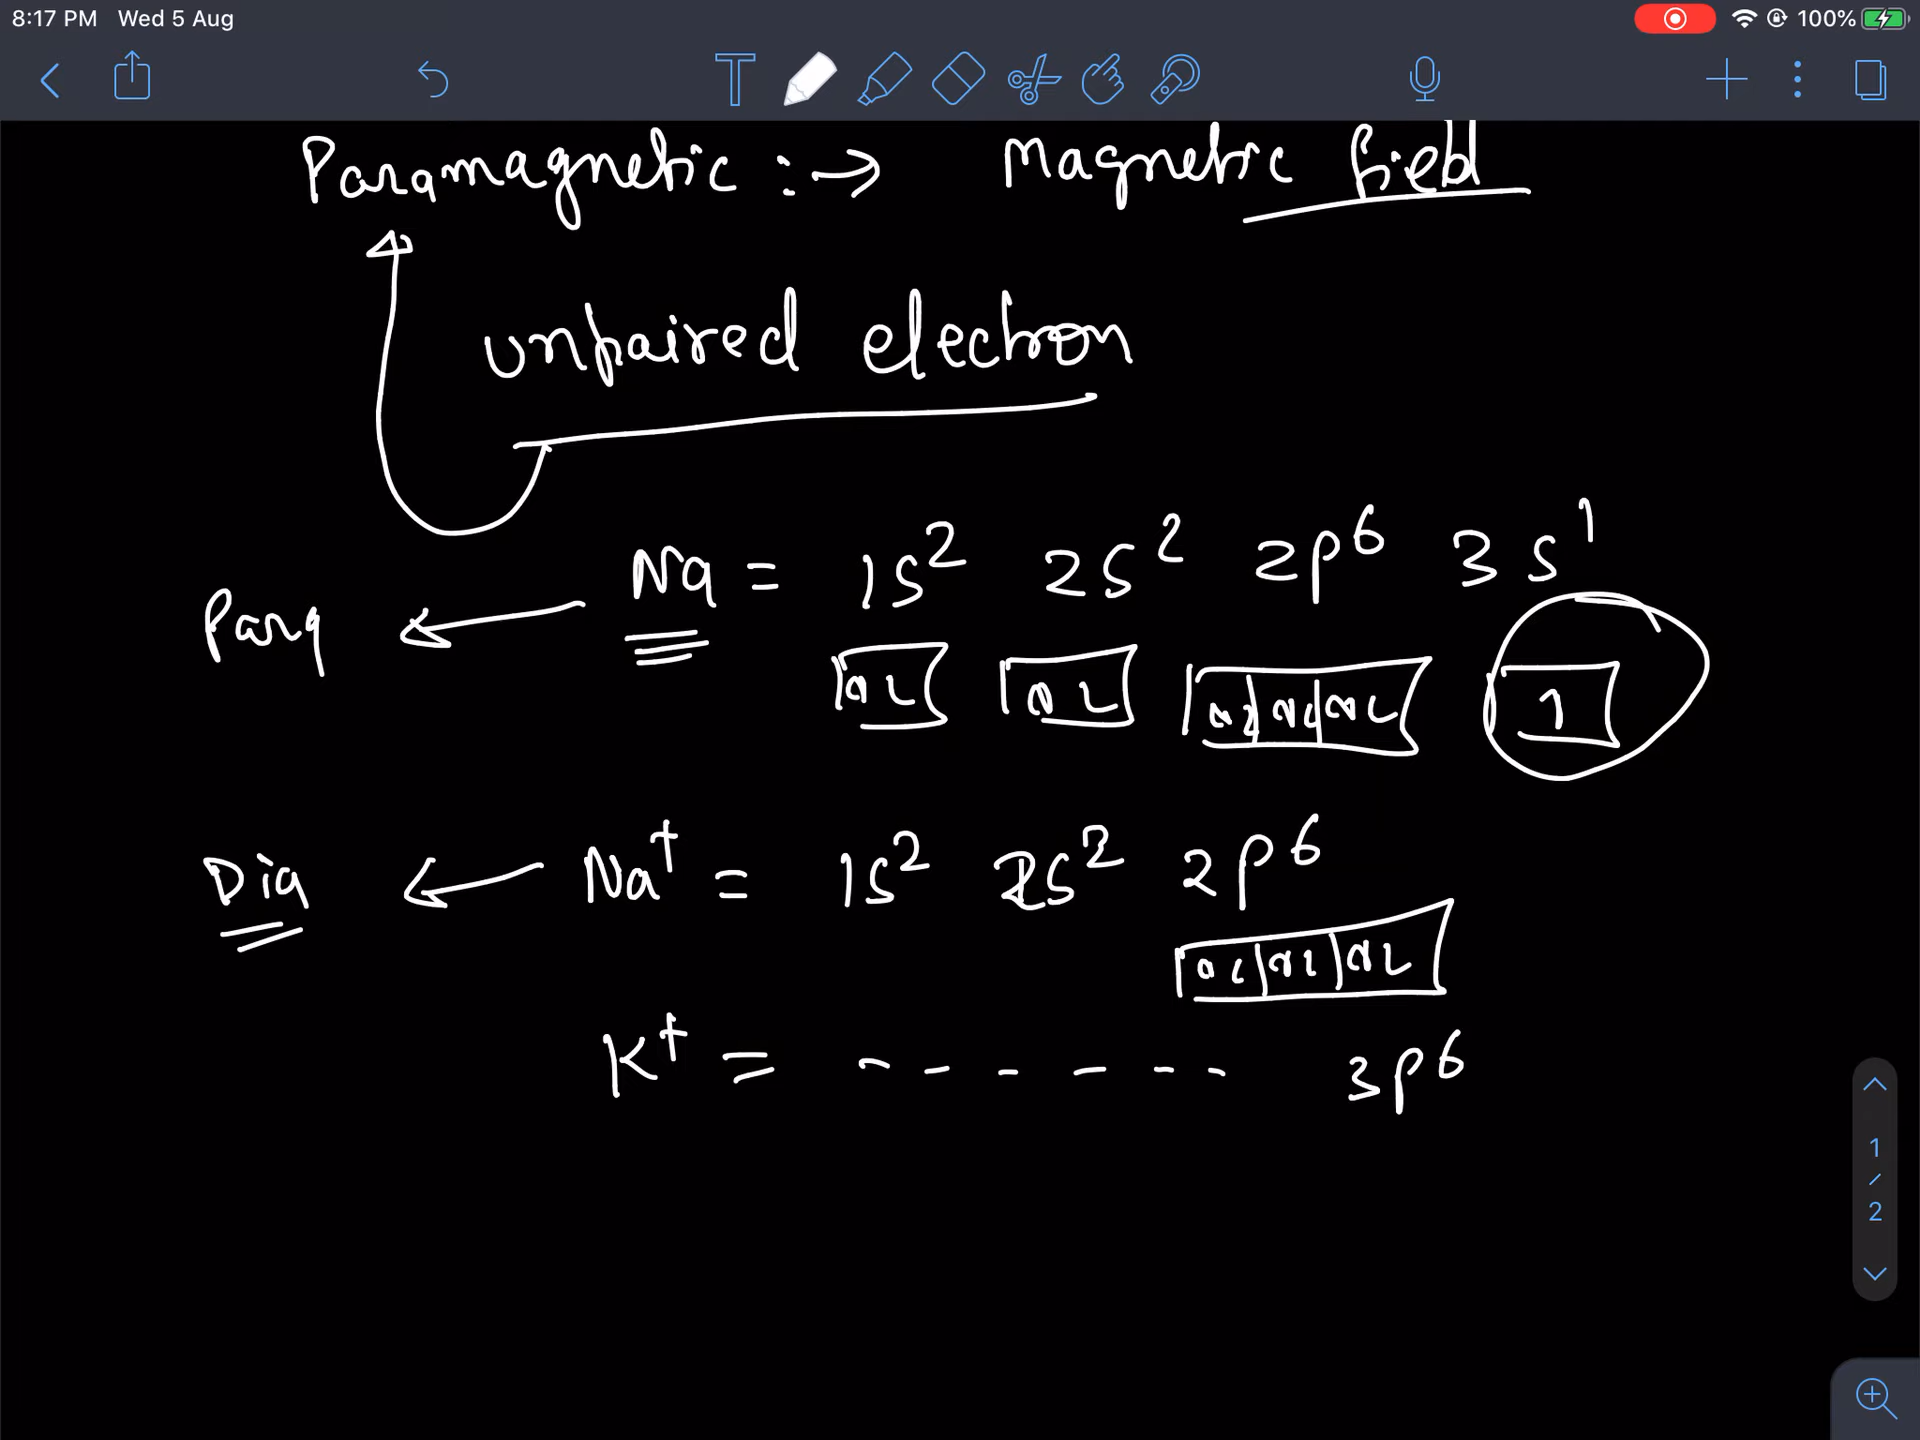 8:17 PM Wed 5 Aug 100%
Paramagnetic :→ Magnetic field
unpaired electron
Na = 1s² 2s² 2p⁶ 3s¹
Para ←
1
Dia ← Na⁺ = 1s² 2s² 2p⁶
K⁺ = - - - - - - 3p⁶
1
/
2